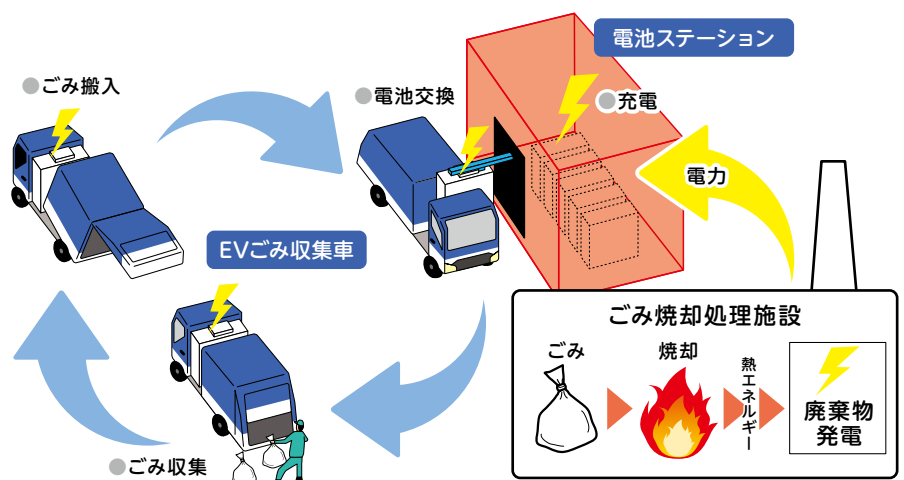 電池ステーション
●ごみ搬入
●電池交換
●充電
電力
EVごみ収集車
●ごみ収集
ごみ焼却処理施設
ごみ
焼却
熱エネルギー
廃棄物
発電